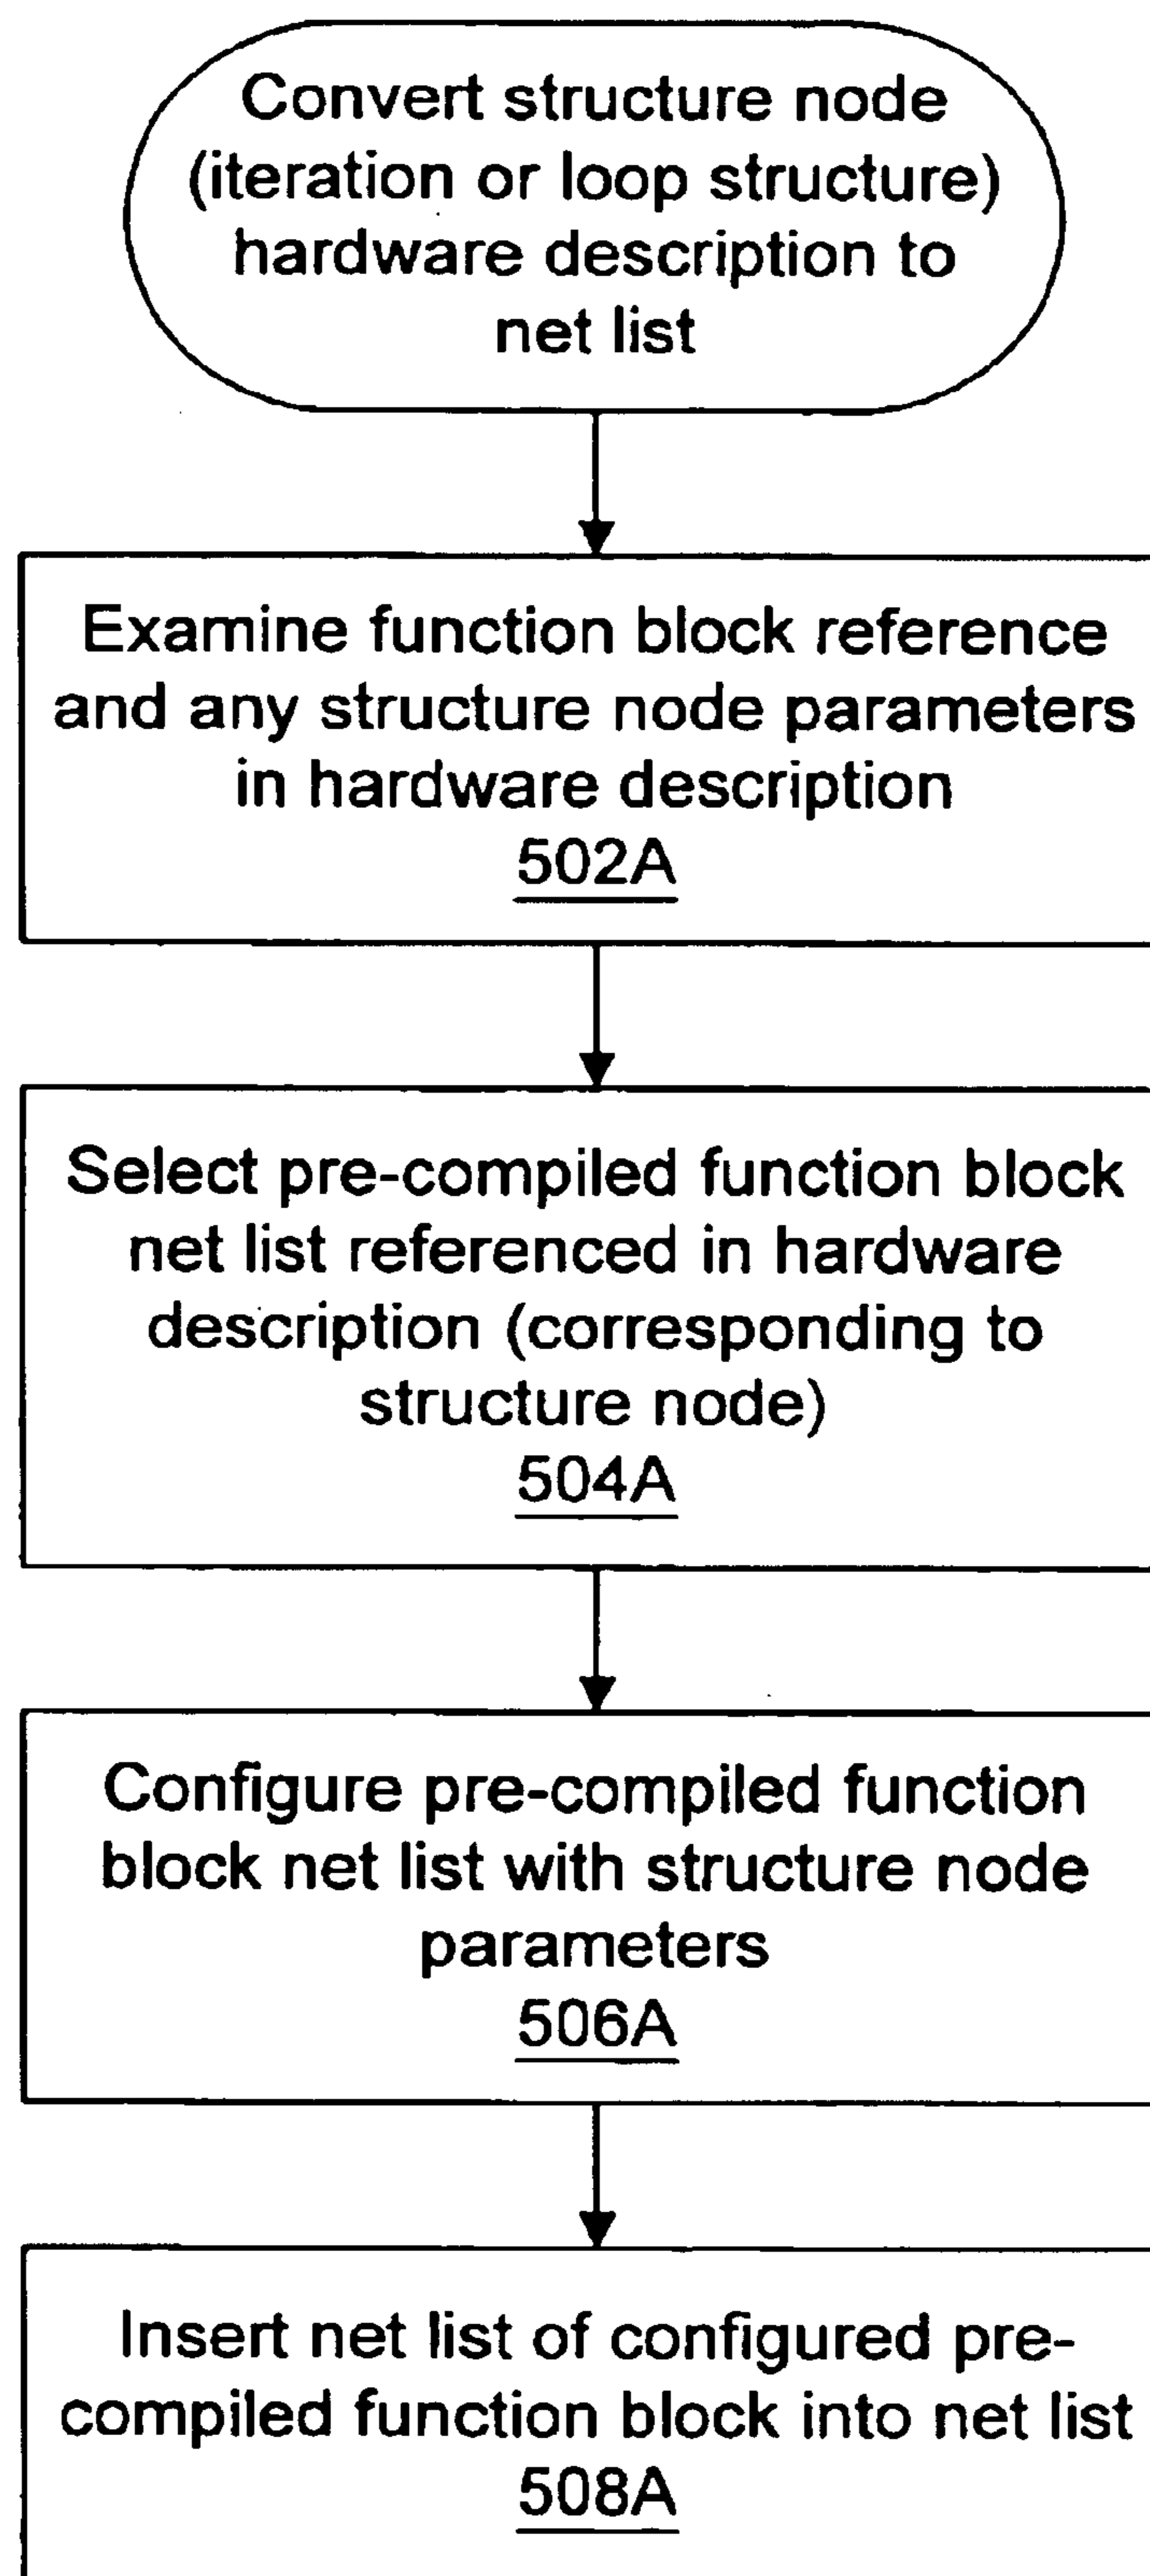 Convert structure node
(iteration or loop structure)
hardware description to
net list
Examine function block reference
and any structure node parameters
in hardware description
502A
Select pre-compiled function block
net list referenced in hardware
description (corresponding to
structure node)
504A
Configure pre-compiled function
block net list with structure node
parameters
506A
Insert net list of configured pre-
compiled function block into net list
508A